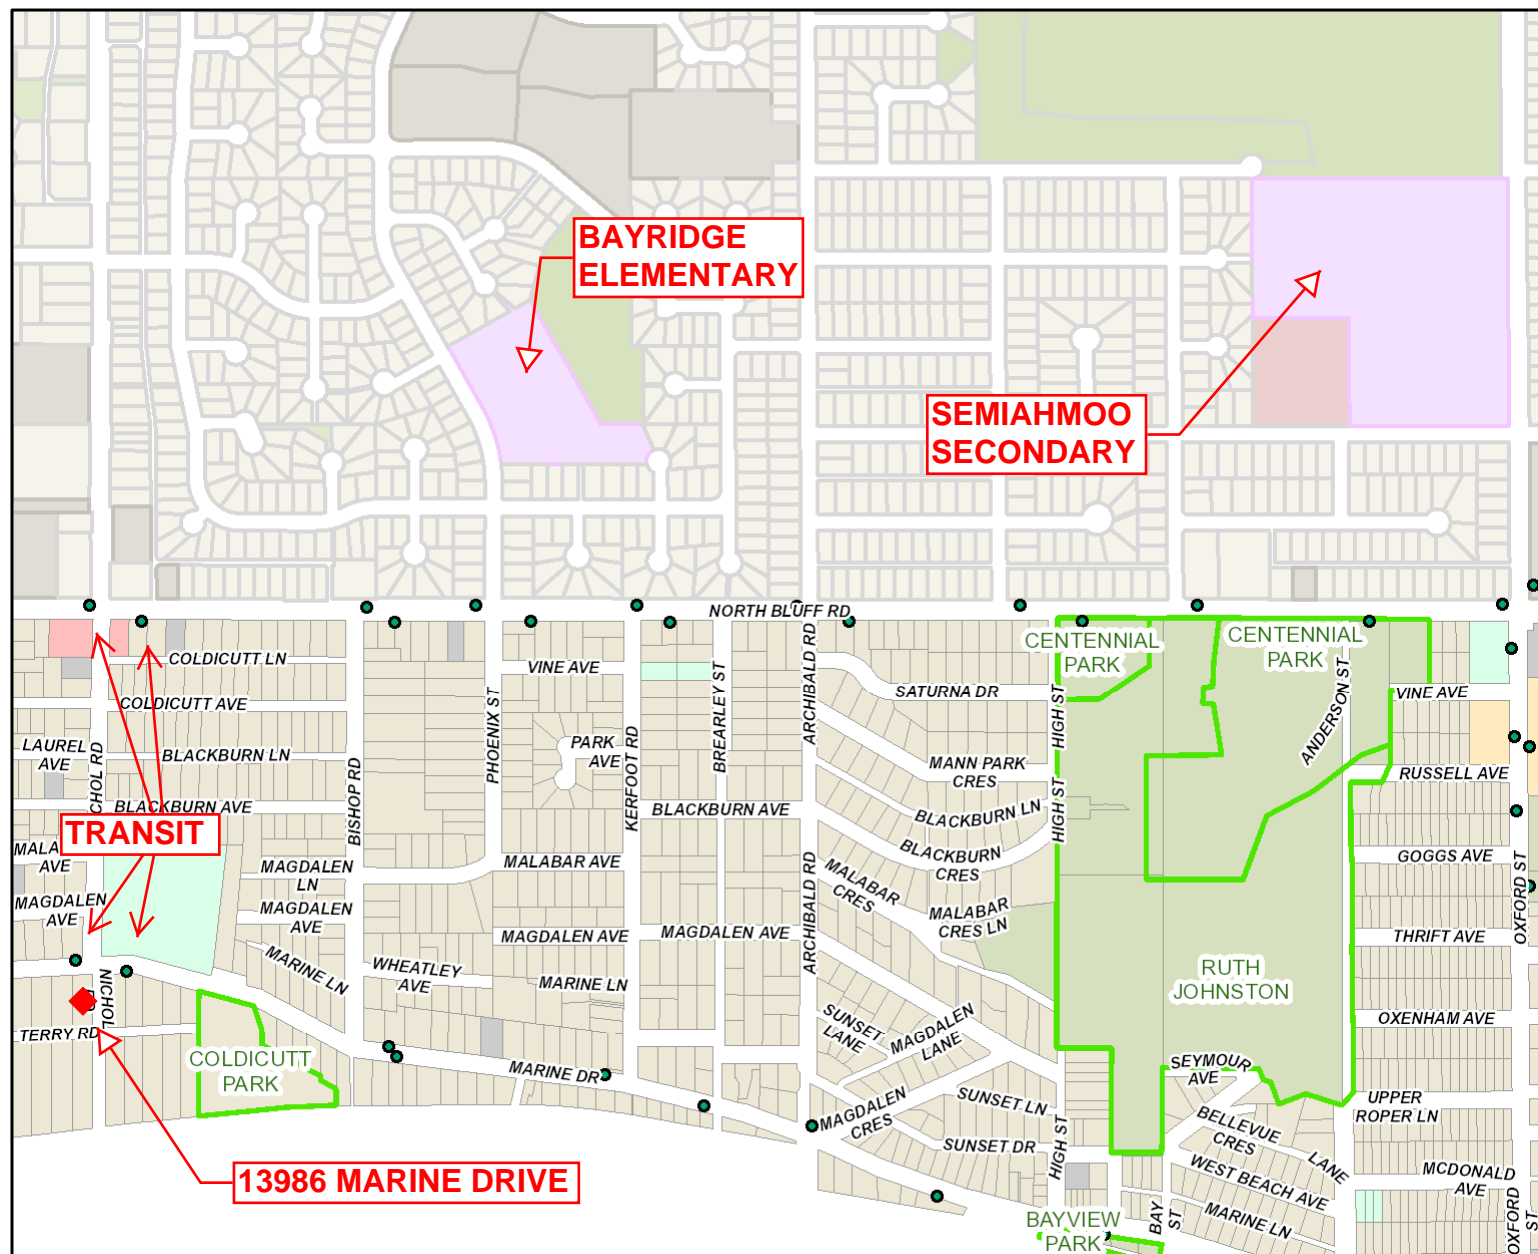 BAYRIDGE
ELEMENTARY
SEMIAHMOO
SECONDARY
NORTH BLUFF RD
COLDICUTT LN
VINE AVE
CENTENNIAL
PARK
CENTENNIAL
PARK
COLDICUTT AVE
SATURNA DR
VINE AVE
LAUREL
AVE
BLACKBURN LN
PARK
AVE
MANN PARK
CRES
RUSSELL AVE
CHOL RD
BISHOP RD
PHOENIX ST
KERFOOT RD
BREARLEY ST
ARCHIBALD RD
HIGH ST
HIGH ST
ANDERSON ST
BLACKBURN AVE
BLACKBURN AVE
BLACKBURN LN
TRANSIT
MALA
AVE
MALABAR AVE
BLACKBURN
CRES
GOGGS AVE
MAGDALEN
LN
MALABAR
CRES
MAGDALEN
AVE
MAGDALEN
AVE
MALABAR
CRES LN
OXFORD ST
MAGDALEN AVE
MAGDALEN AVE
ARCHIBALD RD
THRIFT AVE
MARINE LN
WHEATLEY
AVE
MARINE LN
RUTH
JOHNSTON
NICHOL
RD
TERRY RD
SUNSET
LANE
MAGDALEN
LANE
OXENHAM AVE
COLDICUTT
PARK
MARINE DR
SEYMOUR
AVE
MAGDALEN
CRES
SUNSET LN
UPPER
ROPER LN
BELLEVUE
CRES
SUNSET DR
HIGH ST
LANE
13986 MARINE DRIVE
WEST BEACH AVE
MCDONALD
AVE
BAYVIEW
PARK
BAY
ST
MARINE LN
OXFORD
ST